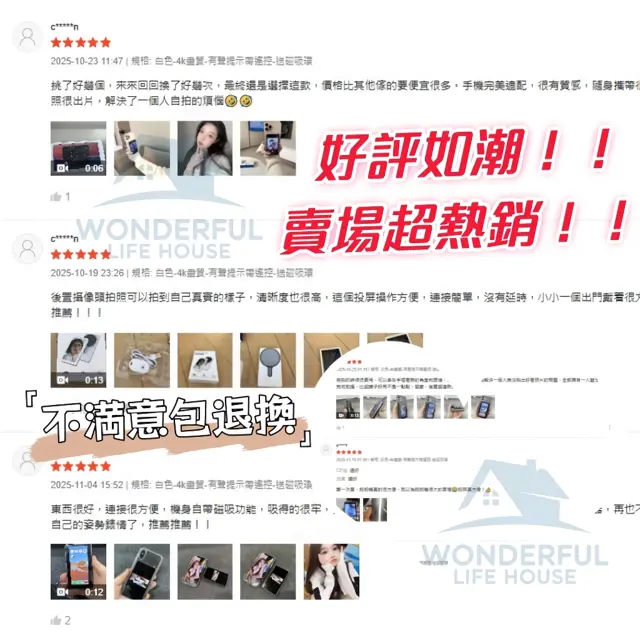 c*****n
2025-10-23 11:47 | 規格: 白色-4k畫質-有聲提示帶遙控-送磁吸環
挑了好幾個，來來回回換了好幾次，最終還是選擇這款，價格比其他傢的要便宜很多。手機完美適配，很有質感，隨身攜帶很
照很出片，解決了一個人自拍的煩惱🤣🤣
好評如潮！！
0:06
1
賣場超熱銷！！
WONDERFUL
LIFE HOUSE
c*****n
2025-10-19 23:26 | 規格: 白色-4k畫質-有聲提示帶遙控-送磁吸環
後置攝像頭拍照可以拍到自己真實的樣子，清晰度也很高，這個投屏操作方便，連接簡單，沒有延時，小小一個出門戴着很方
推薦！！！
0:13
「不滿意包退換」
2025-11-04 15:52 | 規格: 白色-4k畫質-有聲提示帶遙控-送磁吸環
東西很好，連接很方便，機身自帶磁吸功能，吸得的很牢，
自己的姿勢錶情了，推薦推薦！！
再也不
0:12
2
WONDERFUL
LIFE HOUSE